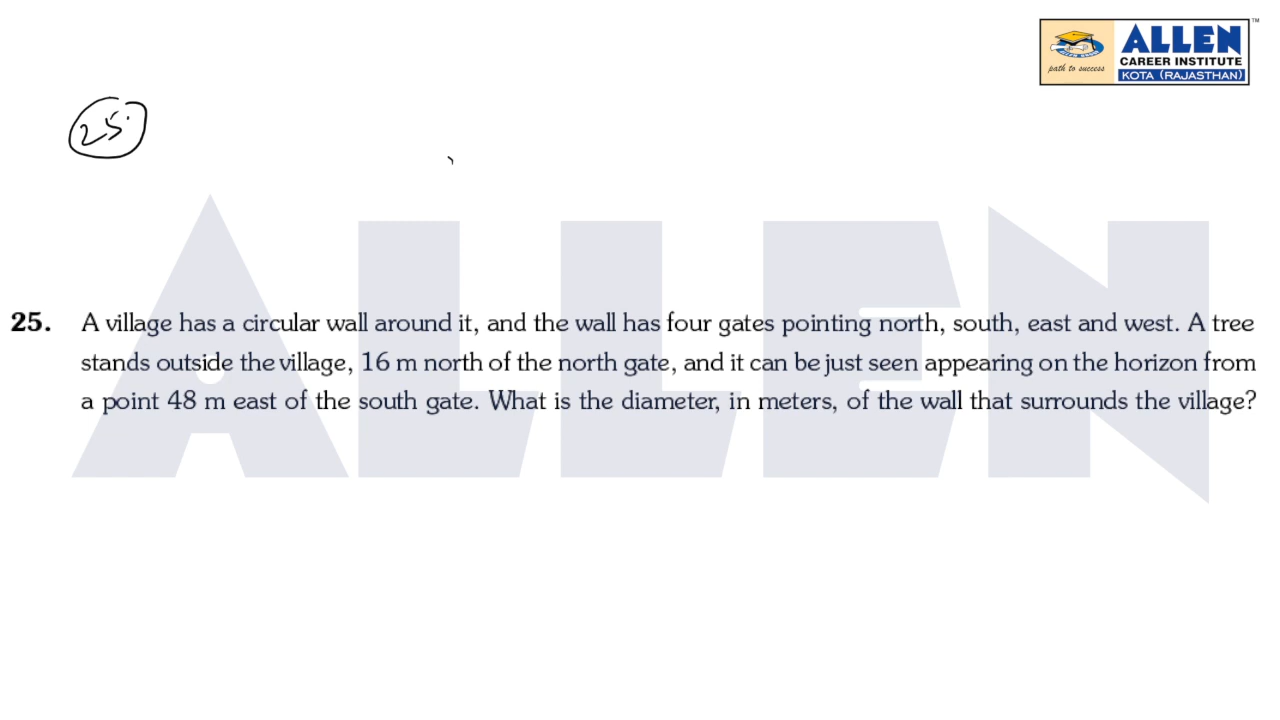 ALLEN
TM
path to success
CAREER INSTITUTE
KOTA (RAJASTHAN)
25.
ALLEN
25. A village has a circular wall around it, and the wall has four gates pointing north, south, east and west. A tree
stands outside the village, 16 m north of the north gate, and it can be just seen appearing on the horizon from
a point 48 m east of the south gate. What is the diameter, in meters, of the wall that surrounds the village?